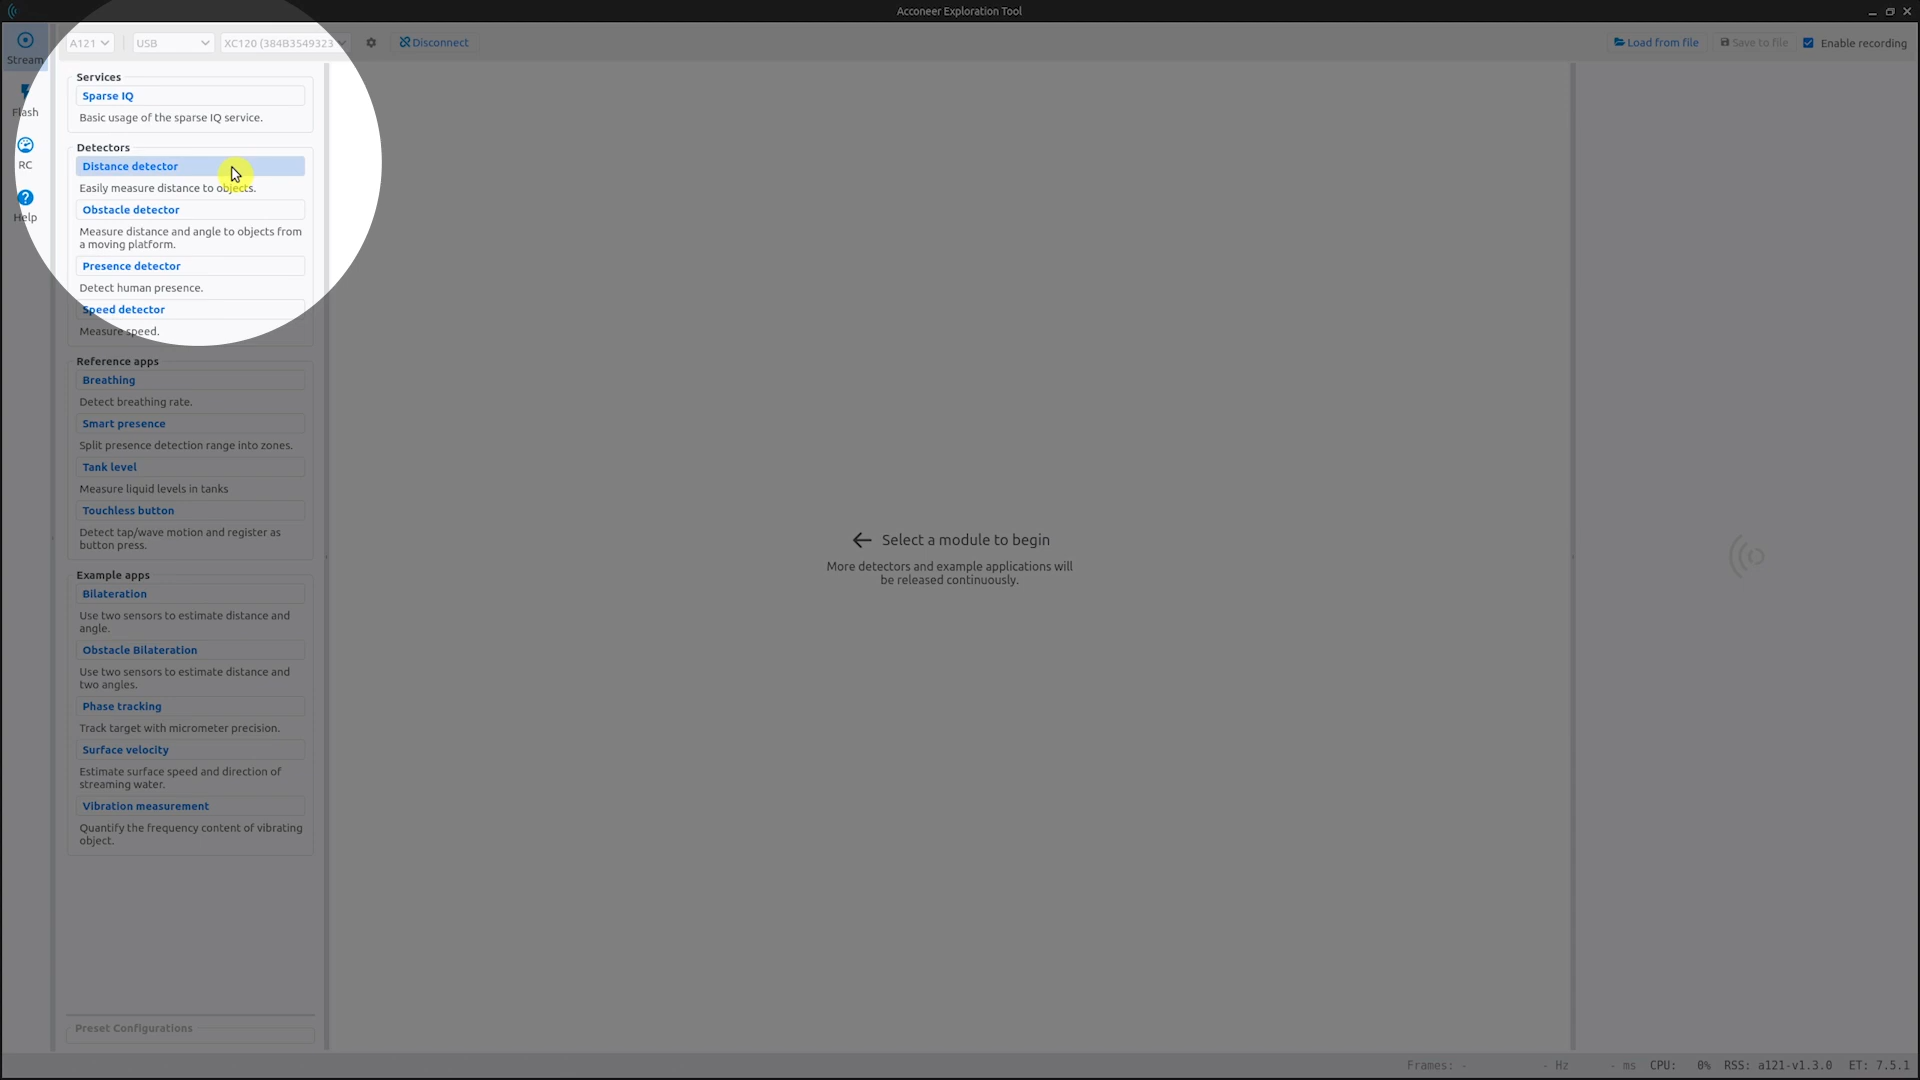 Acconeer Exploration Tool
A121 USB XC120 (384B3549323 Disconnect Load from file Save to file Enable recording
Stream
Flash
RC
Help
Services
Sparse IQ
Basic usage of the sparse IQ service.
Detectors
Distance detector
Easily measure distance to objects.
Obstacle detector
Measure distance and angle to objects from
a moving platform.
Presence detector
Detect human presence.
Speed detector
Measure speed.
Reference apps
Breathing
Detect breathing rate.
Smart presence
Split presence detection range into zones.
Tank level
Measure liquid levels in tanks
Touchless button
Detect tap/wave motion and register as
button press.
Example apps
Bilateration
Use two sensors to estimate distance and
angle.
Obstacle Bilateration
Use two sensors to estimate distance and
two angles.
Phase tracking
Track target with micrometer precision.
Surface velocity
Estimate surface speed and direction of
streaming water.
Vibration measurement
Quantify the frequency content of vibrating
object.
Preset Configurations
Select a module to begin
More detectors and example applications will
be released continuously.
Frames: - - Hz - ms CPU: 0% RSS: a121-v1.3.0 ET: 7.5.1